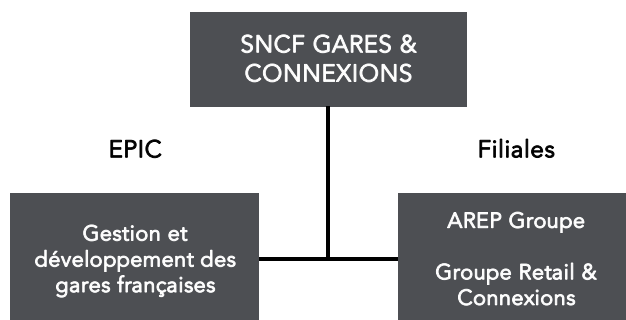 SNCF GARES &
CONNEXIONS
EPIC
Filiales
Gestion et
développement des
gares françaises
AREP Groupe
Groupe Retail &
Connexions